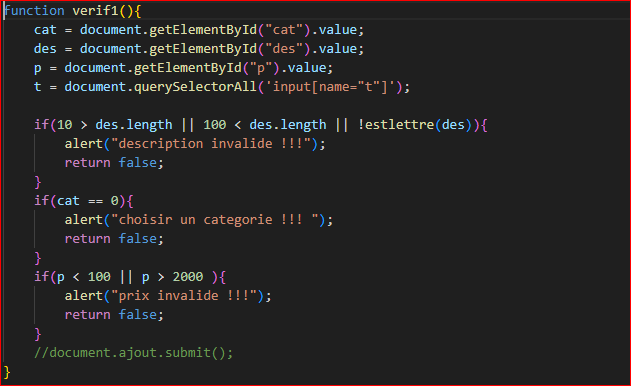 function verif1(){
    cat = document.getElementById("cat").value;
    des = document.getElementById("des").value;
    p = document.getElementById("p").value;
    t = document.querySelectorAll('input[name="t"]');

    if(10 > des.length || 100 < des.length || !estlettre(des)){
        alert("description invalide !!!");
        return false;
    }
    if(cat == 0){
        alert("choisir un categorie !!! ");
        return false;
    }
    if(p < 100 || p > 2000 ){
        alert("prix invalide !!!");
        return false;
    }
    //document.ajout.submit();
}